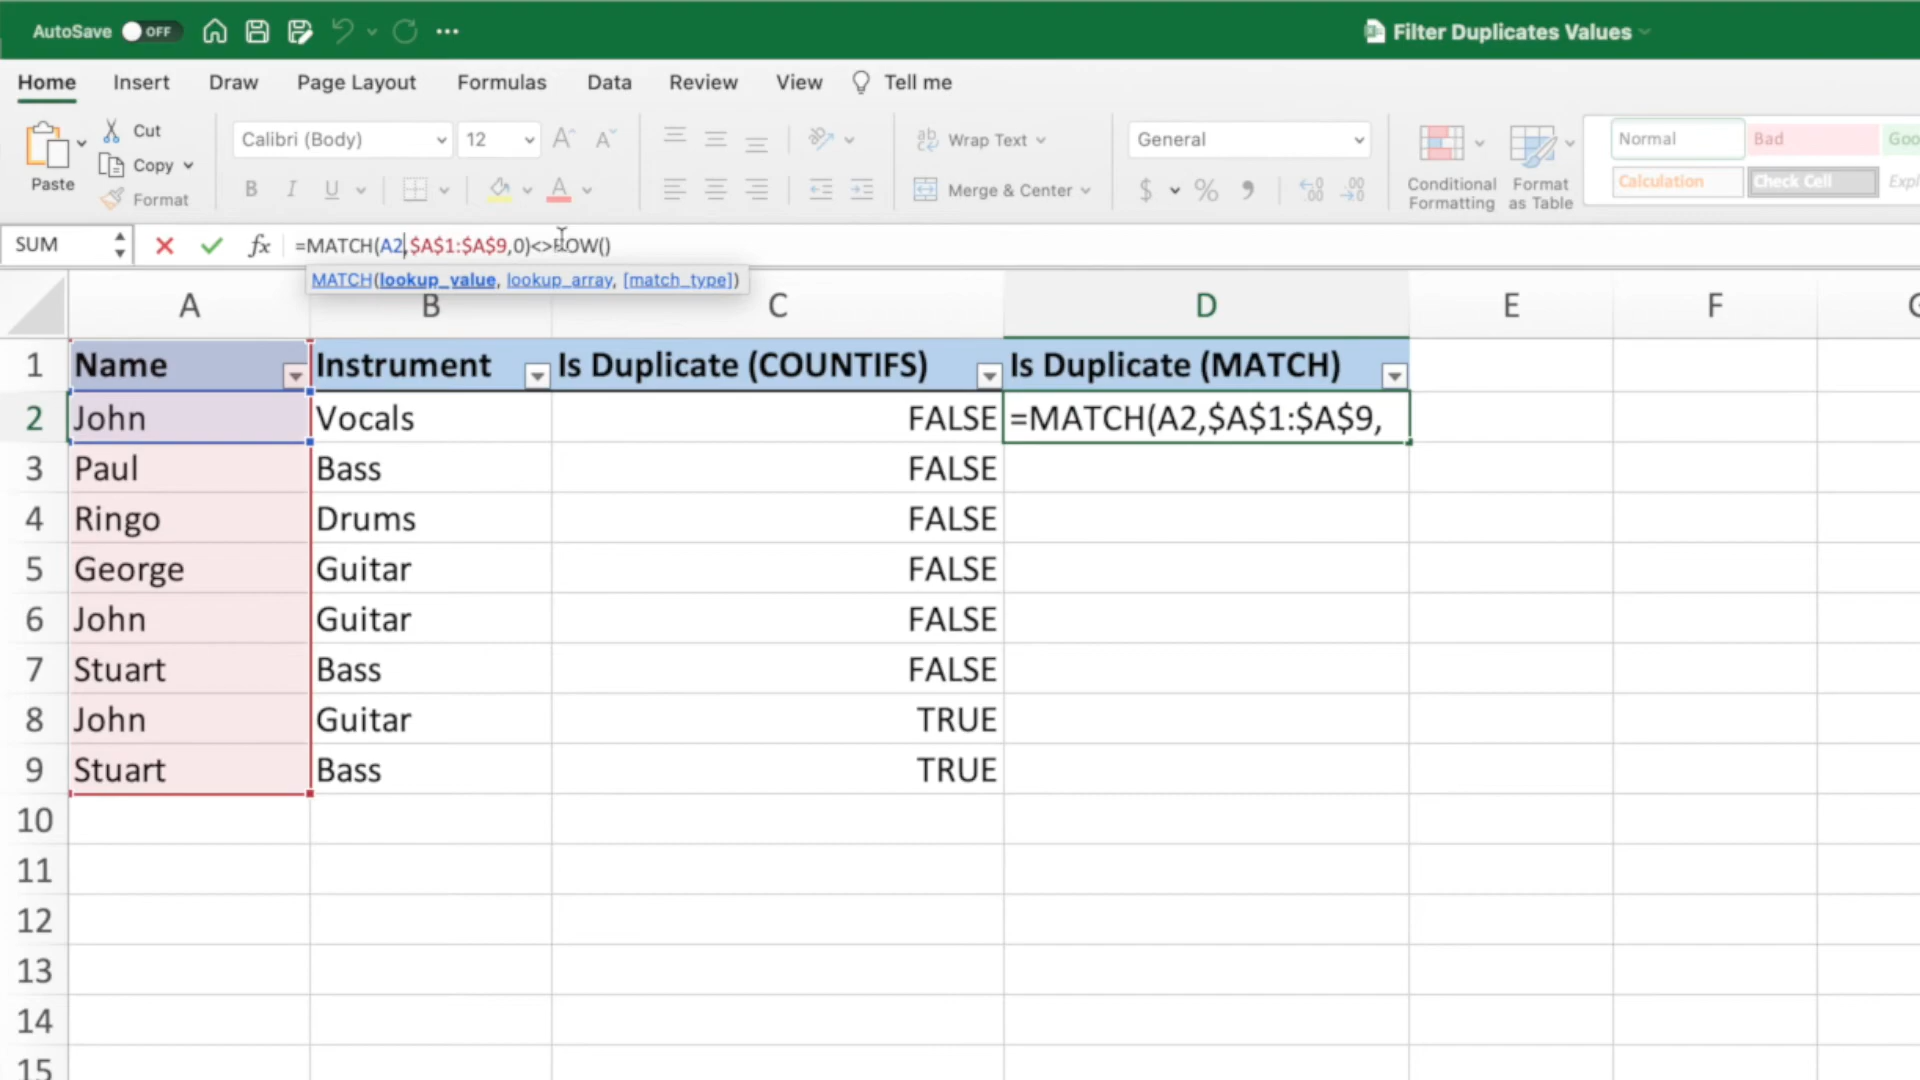 AutoSave OFF ... Filter Duplicates Values
Home Insert Draw Page Layout Formulas Data Review View Tell me
Paste
Cut
Copy
Format
Calibri (Body) 12
B I U
Wrap Text
Merge & Center
General
$ %
Conditional Formatting
Format as Table
Normal Bad
Calculation Check Cell
SUM fx =MATCH(A2,$A$1:$A$9,0)<>ROW()
MATCH(lookup_value, lookup_array, [match_type])
A B C D E F
1 Name Instrument Is Duplicate (COUNTIFS) Is Duplicate (MATCH)
2 John Vocals FALSE =MATCH(A2,$A$1:$A$9,
3 Paul Bass FALSE
4 Ringo Drums FALSE
5 George Guitar FALSE
6 John Guitar FALSE
7 Stuart Bass FALSE
8 John Guitar TRUE
9 Stuart Bass TRUE
10
11
12
13
14
15